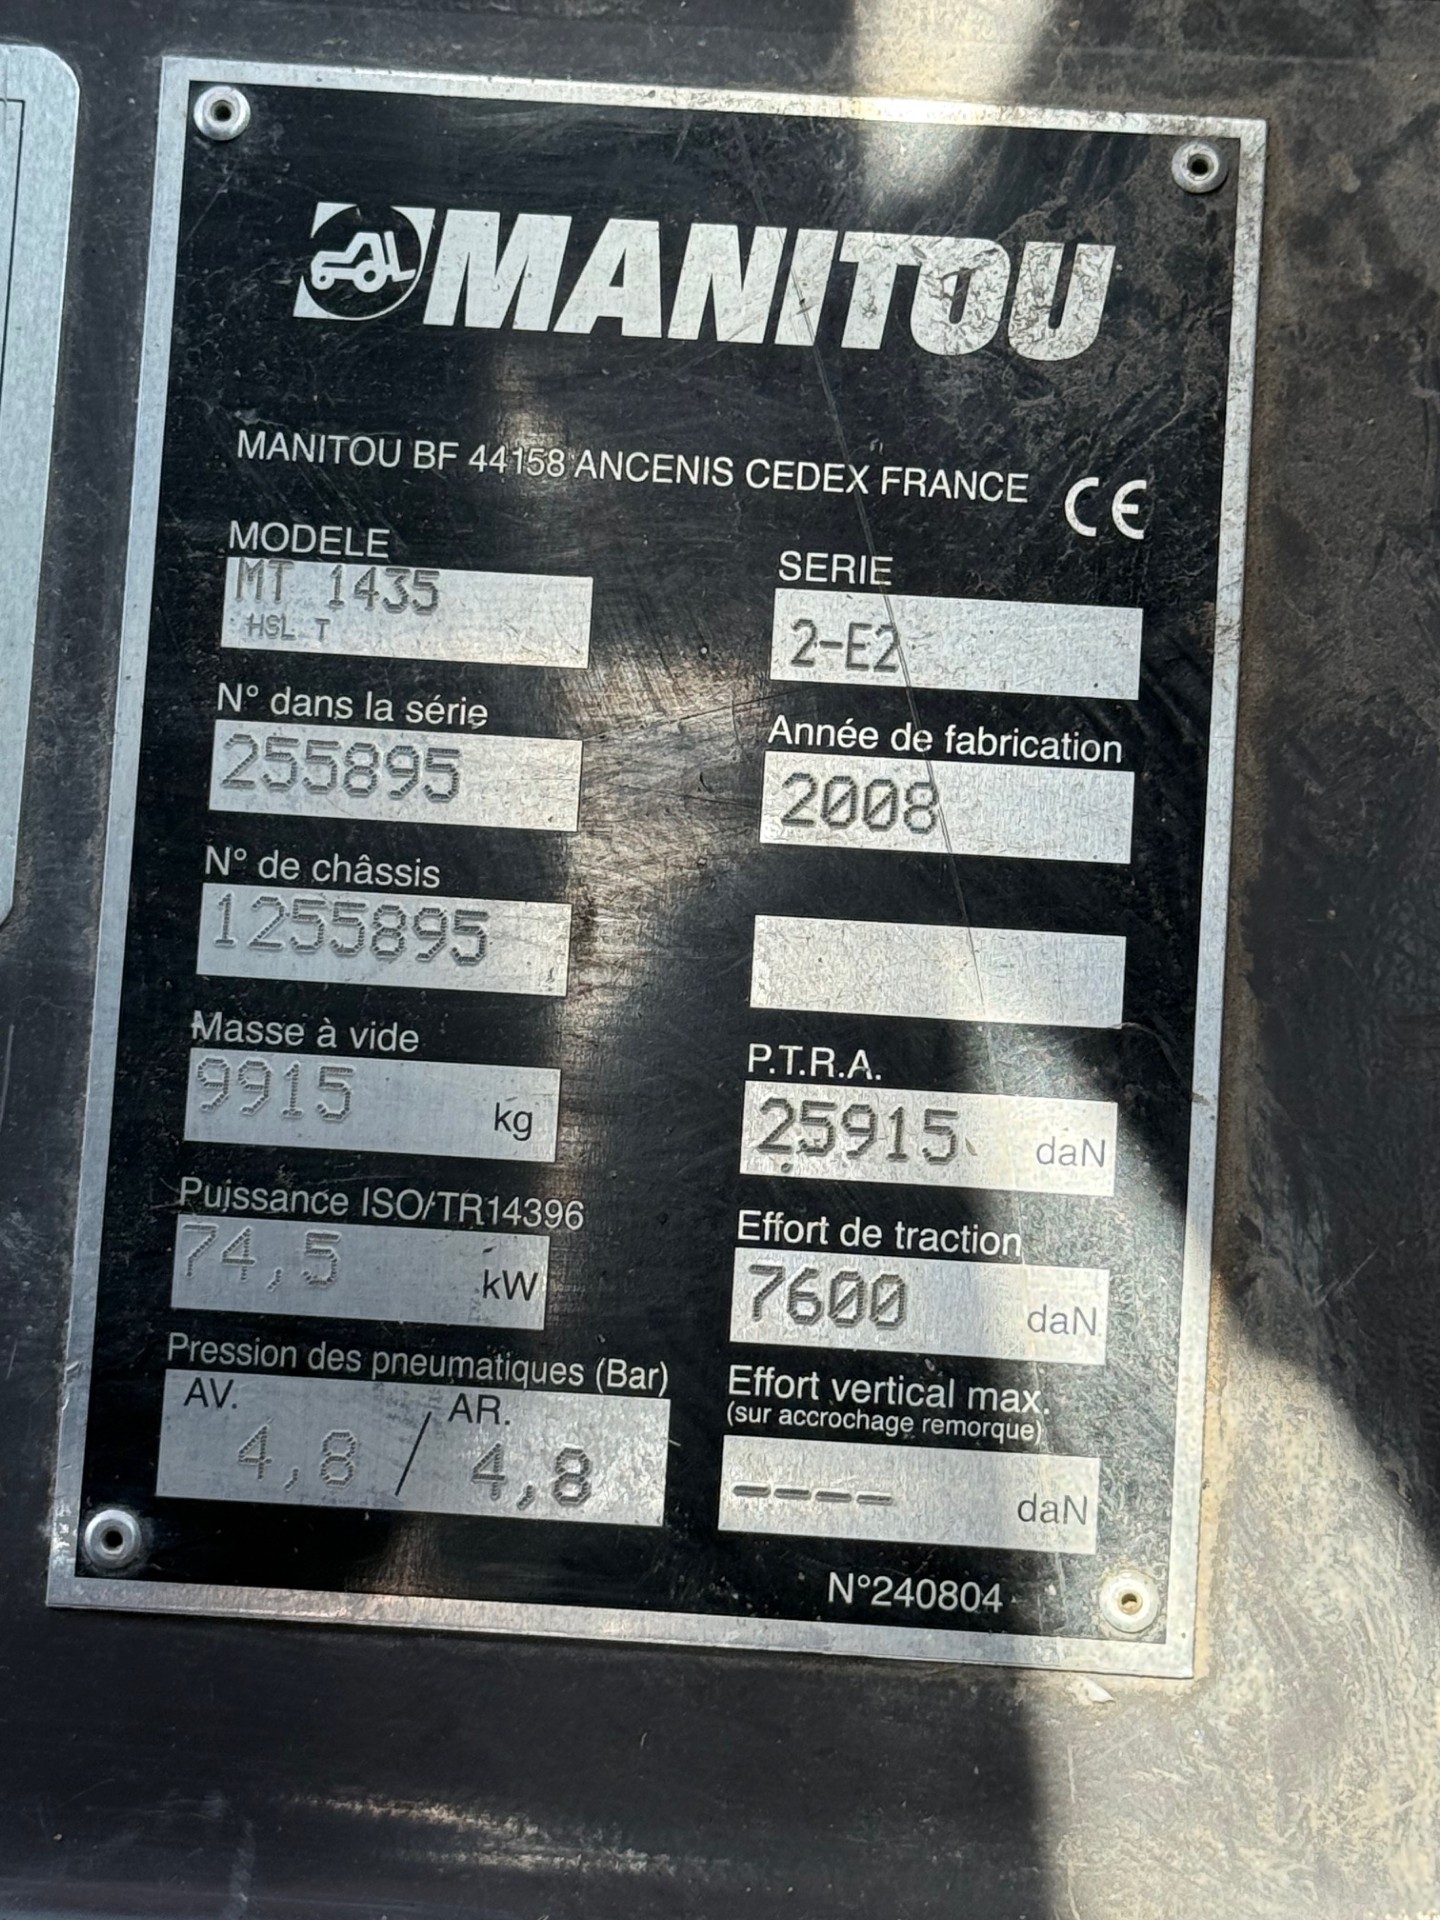 MANITOU
MANITOU BF 44158 ANCENIS CEDEX FRANCE CE
MODELE
MT 1435
HSL T
SERIE
2-E2
N° dans la série
255895
Année de fabrication
2008
N° de châssis
1255895
Masse à vide
9915 kg
P.T.R.A.
25915 daN
Puissance ISO/TR14396
74,5 kW
Effort de traction
7600 daN
Pression des pneumatiques (Bar)
AV. / AR.
4,8 / 4,8
Effort vertical max.
(sur accrochage remorque)
---- daN
N°240804